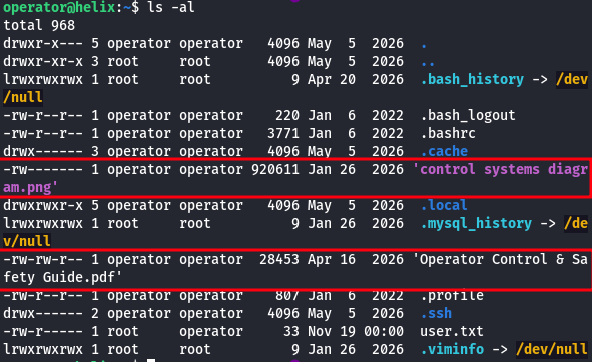 operator@helix:~$ ls -al
total 968
drwxr-x--- 5 operator operator   4096 May  5  2026  .
drwxr-xr-x 3 root     root       4096 May  5  2026  ..
lrwxrwxrwx 1 root     root          9 Apr 20  2026  .bash_history -> /dev
/null
-rw-r--r-- 1 operator operator    220 Jan  6  2022  .bash_logout
-rw-r--r-- 1 operator operator   3771 Jan  6  2022  .bashrc
drwx------ 3 operator operator   4096 May  5  2026  .cache
-rw------- 1 operator operator 920611 Jan 26  2026 'control systems diagr
am.png'
drwxrwxr-x 5 operator operator   4096 May  5  2026  .local
lrwxrwxrwx 1 root     root          9 Jan 26  2026  .mysql_history -> /de
v/null
-rw-rw-r-- 1 operator operator  28453 Apr 16  2026 'Operator Control & Sa
fety Guide.pdf'
-rw-r--r-- 1 operator operator    807 Jan  6  2022  .profile
drwx------ 2 operator operator   4096 May  5  2026  .ssh
-rw-r----- 1 root     operator     33 Nov 19 00:00  user.txt
lrwxrwxrwx 1 root     root          9 Jan 26  2026  .viminfo -> /dev/null